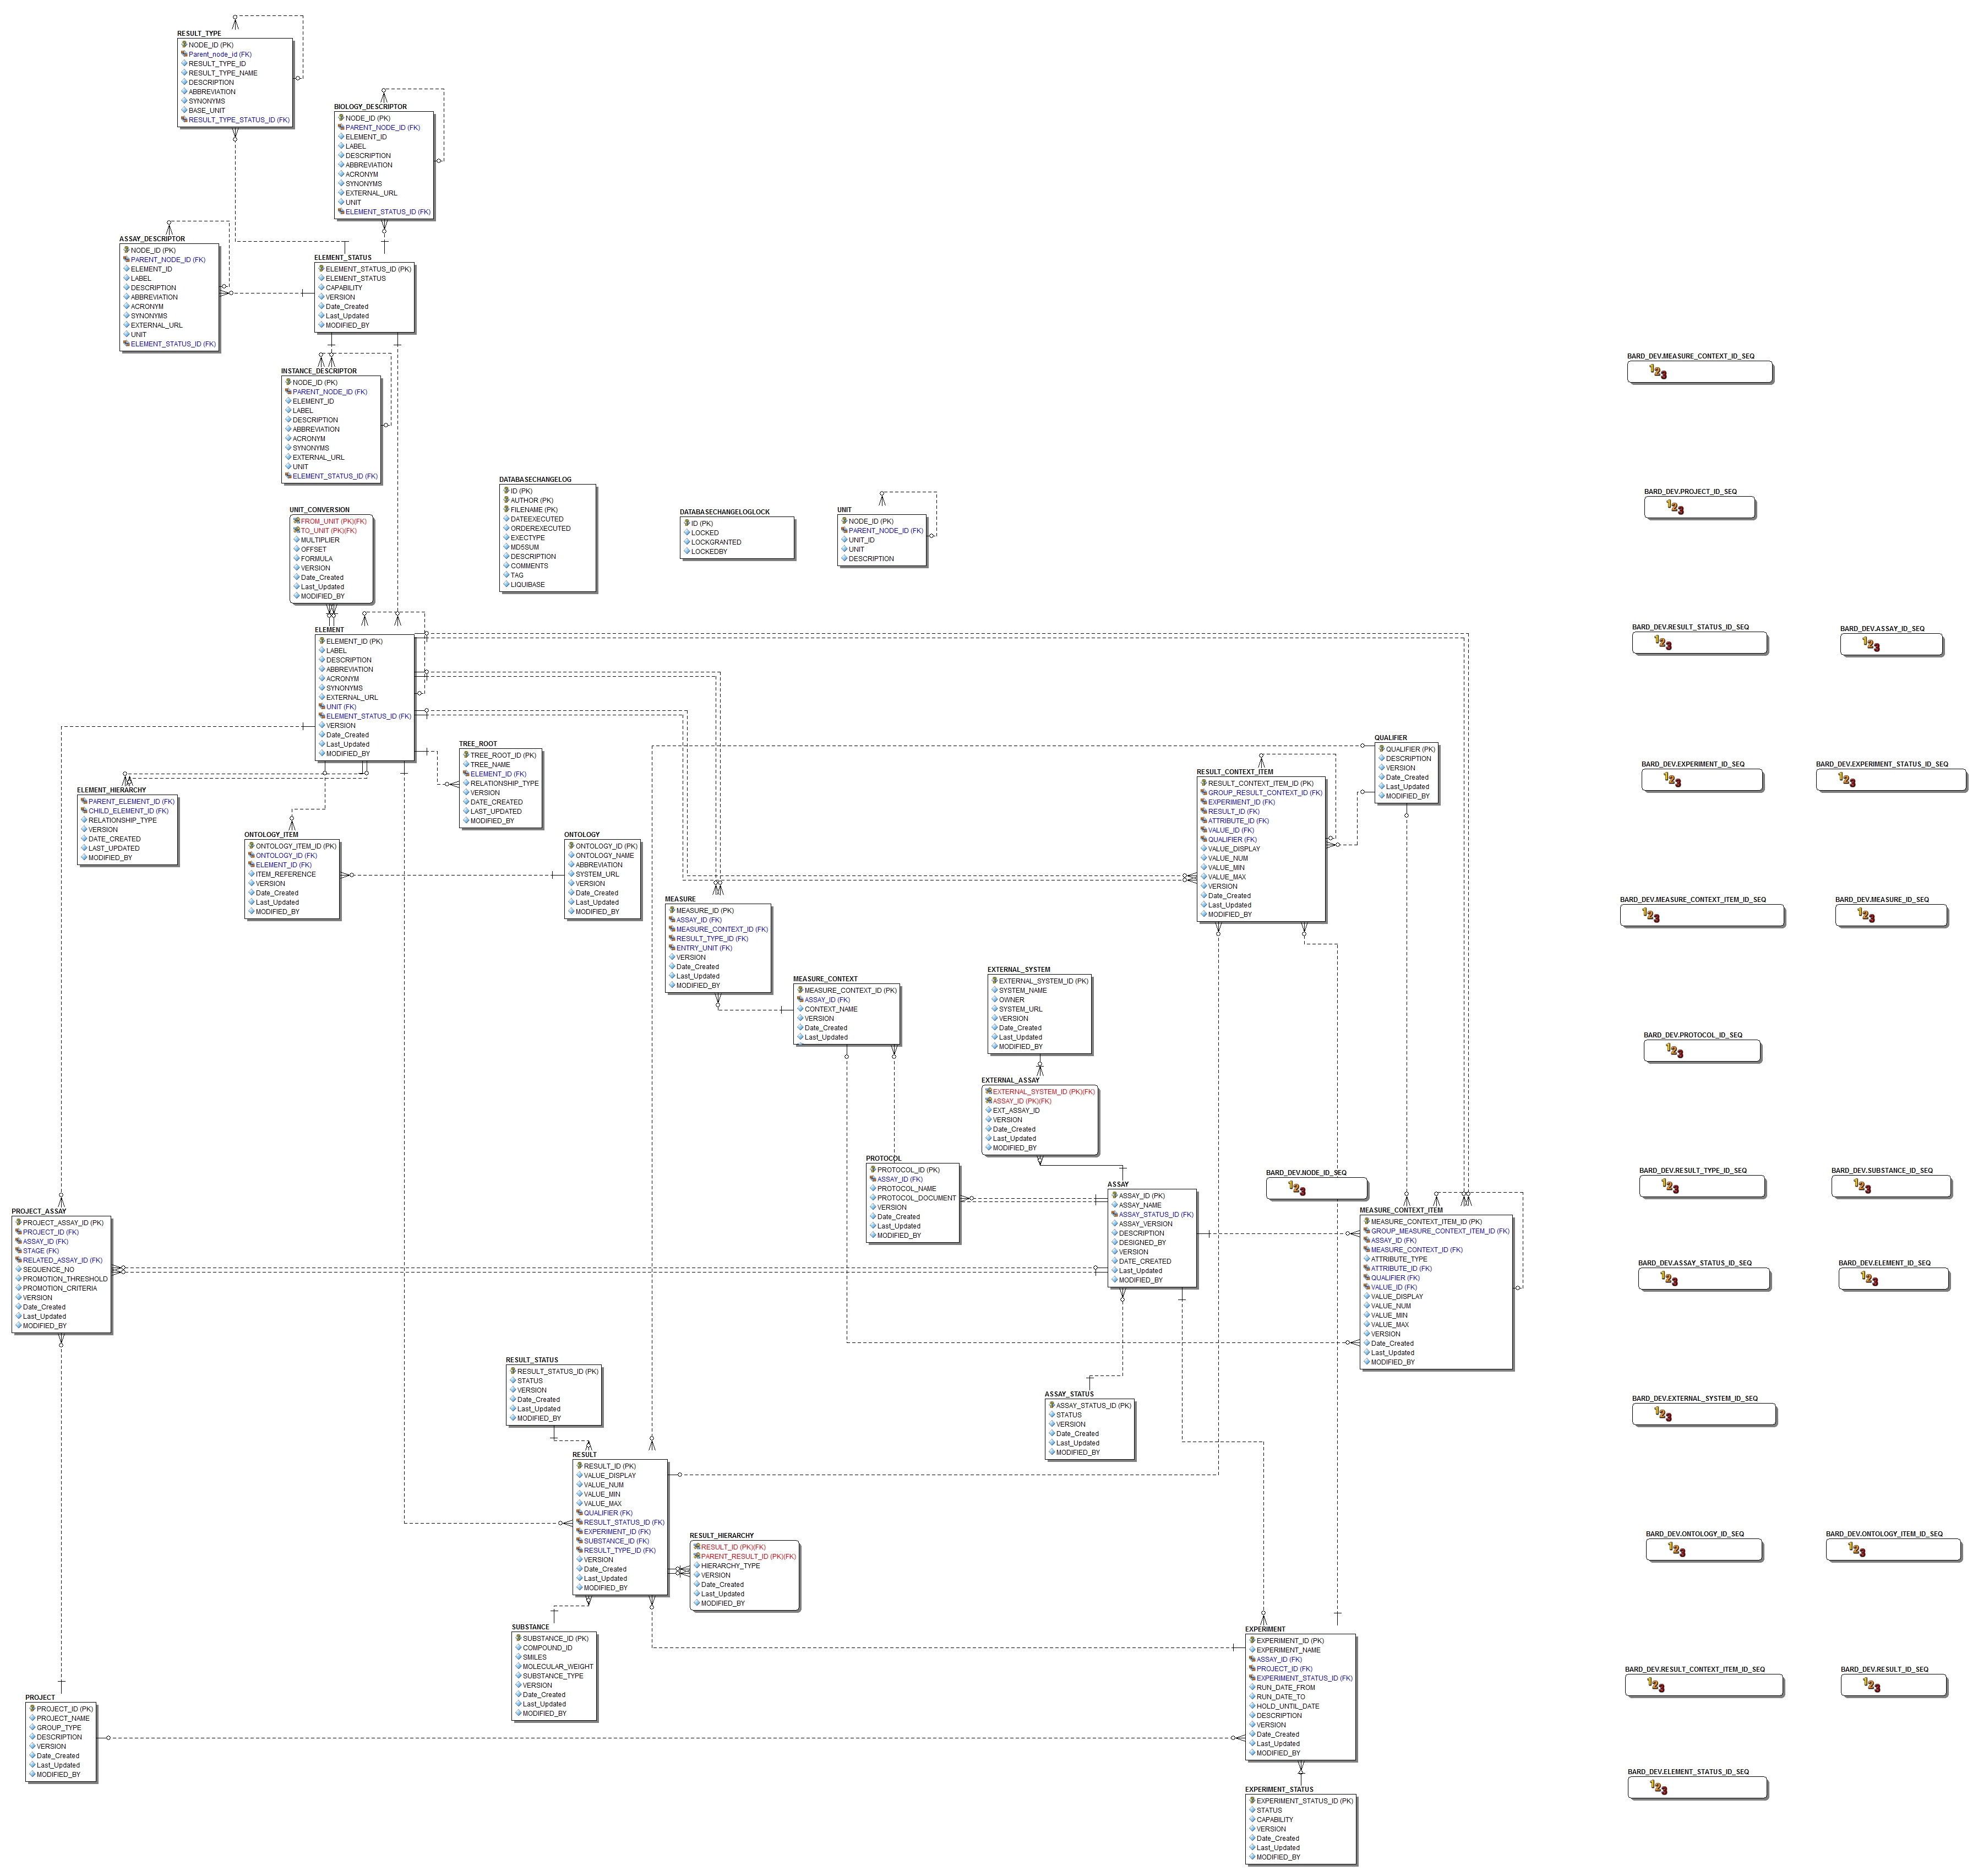 RESULT_TYPE
NODE_ID (PK)
Parent_node_id (FK)
RESULT_TYPE_ID
RESULT_TYPE_NAME
DESCRIPTION
ABBREVIATION
SYNONYMS
BASE_UNIT
RESULT_TYPE_STATUS_ID (FK)
BIOLOGY_DESCRIPTOR
NODE_ID (PK)
PARENT_NODE_ID (FK)
ELEMENT_ID
LABEL
DESCRIPTION
ABBREVIATION
ACRONYM
SYNONYMS
EXTERNAL_URL
UNIT
ELEMENT_STATUS_ID (FK)
ASSAY_DESCRIPTOR
NODE_ID (PK)
PARENT_NODE_ID (FK)
ELEMENT_ID
LABEL
DESCRIPTION
ABBREVIATION
ACRONYM
SYNONYMS
EXTERNAL_URL
UNIT
ELEMENT_STATUS_ID (FK)
ELEMENT_STATUS
ELEMENT_STATUS_ID (PK)
ELEMENT_STATUS
CAPABILITY
VERSION
Date_Created
Last_Updated
MODIFIED_BY
INSTANCE_DESCRIPTOR
NODE_ID (PK)
PARENT_NODE_ID (FK)
ELEMENT_ID
LABEL
DESCRIPTION
ABBREVIATION
ACRONYM
SYNONYMS
EXTERNAL_URL
UNIT
ELEMENT_STATUS_ID (FK)
BARD_DEV.MEASURE_CONTEXT_ID_SEQ
123
UNIT_CONVERSION
FROM_UNIT (PK)(FK)
TO_UNIT (PK)(FK)
MULTIPLIER
OFFSET
FORMULA
VERSION
Date_Created
Last_Updated
MODIFIED_BY
DATABASECHANGELOG
ID (PK)
AUTHOR (PK)
FILENAME (PK)
DATEEXECUTED
ORDEREXECUTED
EXECTYPE
MD5SUM
DESCRIPTION
COMMENTS
TAG
LIQUIBASE
DATABASECHANGELOGLOCK
ID (PK)
LOCKED
LOCKGRANTED
LOCKEDBY
UNIT
NODE_ID (PK)
PARENT_NODE_ID (FK)
UNIT_ID
UNIT
DESCRIPTION
BARD_DEV.PROJECT_ID_SEQ
123
ELEMENT
ELEMENT_ID (PK)
LABEL
DESCRIPTION
ABBREVIATION
ACRONYM
SYNONYMS
EXTERNAL_URL
UNIT (FK)
ELEMENT_STATUS_ID (FK)
VERSION
Date_Created
Last_Updated
MODIFIED_BY
BARD_DEV.RESULT_STATUS_ID_SEQ
123
BARD_DEV.ASSAY_ID_SEQ
123
ELEMENT_HIERARCHY
PARENT_ELEMENT_ID (FK)
CHILD_ELEMENT_ID (FK)
RELATIONSHIP_TYPE
VERSION
DATE_CREATED
LAST_UPDATED
MODIFIED_BY
TREE_ROOT
TREE_ROOT_ID (PK)
TREE_NAME
ELEMENT_ID (FK)
RELATIONSHIP_TYPE
VERSION
DATE_CREATED
LAST_UPDATED
MODIFIED_BY
ONTOLOGY_ITEM
ONTOLOGY_ITEM_ID (PK)
ONTOLOGY_ID (FK)
ELEMENT_ID (FK)
ITEM_REFERENCE
VERSION
Date_Created
Last_Updated
MODIFIED_BY
ONTOLOGY
ONTOLOGY_ID (PK)
ONTOLOGY_NAME
ABBREVIATION
SYSTEM_URL
VERSION
Date_Created
Last_Updated
MODIFIED_BY
RESULT_CONTEXT_ITEM
RESULT_CONTEXT_ITEM_ID (PK)
GROUP_RESULT_CONTEXT_ID (FK)
EXPERIMENT_ID (FK)
RESULT_ID (FK)
ATTRIBUTE_ID (FK)
VALUE_ID (FK)
QUALIFIER (FK)
VALUE_DISPLAY
VALUE_NUM
VALUE_MIN
VALUE_MAX
VERSION
Date_Created
Last_Updated
MODIFIED_BY
QUALIFIER
QUALIFIER (PK)
DESCRIPTION
VERSION
Date_Created
Last_Updated
MODIFIED_BY
BARD_DEV.EXPERIMENT_ID_SEQ
123
BARD_DEV.EXPERIMENT_STATUS_ID_SEQ
123
MEASURE
MEASURE_ID (PK)
ASSAY_ID (FK)
MEASURE_CONTEXT_ID (FK)
RESULT_TYPE_ID (FK)
ENTRY_UNIT (FK)
VERSION
Date_Created
Last_Updated
MODIFIED_BY
BARD_DEV.MEASURE_CONTEXT_ITEM_ID_SEQ
123
BARD_DEV.MEASURE_ID_SEQ
123
MEASURE_CONTEXT
MEASURE_CONTEXT_ID (PK)
ASSAY_ID (FK)
CONTEXT_NAME
VERSION
Date_Created
Last_Updated
EXTERNAL_SYSTEM
EXTERNAL_SYSTEM_ID (PK)
SYSTEM_NAME
OWNER
SYSTEM_URL
VERSION
Date_Created
Last_Updated
MODIFIED_BY
BARD_DEV.PROTOCOL_ID_SEQ
123
EXTERNAL_ASSAY
EXTERNAL_SYSTEM_ID (PK)(FK)
ASSAY_ID (PK)(FK)
EXT_ASSAY_ID
VERSION
Date_Created
Last_Updated
MODIFIED_BY
PROTOCOL
PROTOCOL_ID (PK)
ASSAY_ID (FK)
PROTOCOL_NAME
PROTOCOL_DOCUMENT
VERSION
Date_Created
Last_Updated
MODIFIED_BY
ASSAY
ASSAY_ID (PK)
ASSAY_NAME
ASSAY_STATUS_ID (FK)
ASSAY_VERSION
DESCRIPTION
DESIGNED_BY
VERSION
DATE_CREATED
Last_Updated
MODIFIED_BY
BARD_DEV.NODE_ID_SEQ
123
BARD_DEV.RESULT_TYPE_ID_SEQ
123
BARD_DEV.SUBSTANCE_ID_SEQ
123
PROJECT_ASSAY
PROJECT_ASSAY_ID (PK)
PROJECT_ID (FK)
ASSAY_ID (FK)
STAGE (FK)
RELATED_ASSAY_ID (FK)
SEQUENCE_NO
PROMOTION_THRESHOLD
PROMOTION_CRITERIA
VERSION
Date_Created
Last_Updated
MODIFIED_BY
MEASURE_CONTEXT_ITEM
MEASURE_CONTEXT_ITEM_ID (PK)
GROUP_MEASURE_CONTEXT_ITEM_ID (FK)
ASSAY_ID (FK)
MEASURE_CONTEXT_ID (FK)
ATTRIBUTE_TYPE
ATTRIBUTE_ID (FK)
QUALIFIER (FK)
VALUE_ID (FK)
VALUE_DISPLAY
VALUE_NUM
VALUE_MIN
VALUE_MAX
VERSION
Date_Created
Last_Updated
MODIFIED_BY
BARD_DEV.ASSAY_STATUS_ID_SEQ
123
BARD_DEV.ELEMENT_ID_SEQ
123
RESULT_STATUS
RESULT_STATUS_ID (PK)
STATUS
VERSION
Date_Created
Last_Updated
MODIFIED_BY
ASSAY_STATUS
ASSAY_STATUS_ID (PK)
STATUS
VERSION
Date_Created
Last_Updated
MODIFIED_BY
BARD_DEV.EXTERNAL_SYSTEM_ID_SEQ
123
RESULT
RESULT_ID (PK)
VALUE_DISPLAY
VALUE_NUM
VALUE_MIN
VALUE_MAX
QUALIFIER (FK)
RESULT_STATUS_ID (FK)
EXPERIMENT_ID (FK)
SUBSTANCE_ID (FK)
RESULT_TYPE_ID (FK)
VERSION
Date_Created
Last_Updated
MODIFIED_BY
RESULT_HIERARCHY
RESULT_ID (PK)(FK)
PARENT_RESULT_ID (PK)(FK)
HIERARCHY_TYPE
VERSION
Date_Created
Last_Updated
MODIFIED_BY
BARD_DEV.ONTOLOGY_ID_SEQ
123
BARD_DEV.ONTOLOGY_ITEM_ID_SEQ
123
SUBSTANCE
SUBSTANCE_ID (PK)
COMPOUND_ID
SMILES
MOLECULAR_WEIGHT
SUBSTANCE_TYPE
VERSION
Date_Created
Last_Updated
MODIFIED_BY
EXPERIMENT
EXPERIMENT_ID (PK)
EXPERIMENT_NAME
ASSAY_ID (FK)
PROJECT_ID (FK)
EXPERIMENT_STATUS_ID (FK)
RUN_DATE_FROM
RUN_DATE_TO
HOLD_UNTIL_DATE
DESCRIPTION
VERSION
Date_Created
Last_Updated
MODIFIED_BY
BARD_DEV.RESULT_CONTEXT_ITEM_ID_SEQ
123
BARD_DEV.RESULT_ID_SEQ
123
PROJECT
PROJECT_ID (PK)
PROJECT_NAME
GROUP_TYPE
DESCRIPTION
VERSION
Date_Created
Last_Updated
MODIFIED_BY
BARD_DEV.ELEMENT_STATUS_ID_SEQ
123
EXPERIMENT_STATUS
EXPERIMENT_STATUS_ID (PK)
STATUS
CAPABILITY
VERSION
Date_Created
Last_Updated
MODIFIED_BY